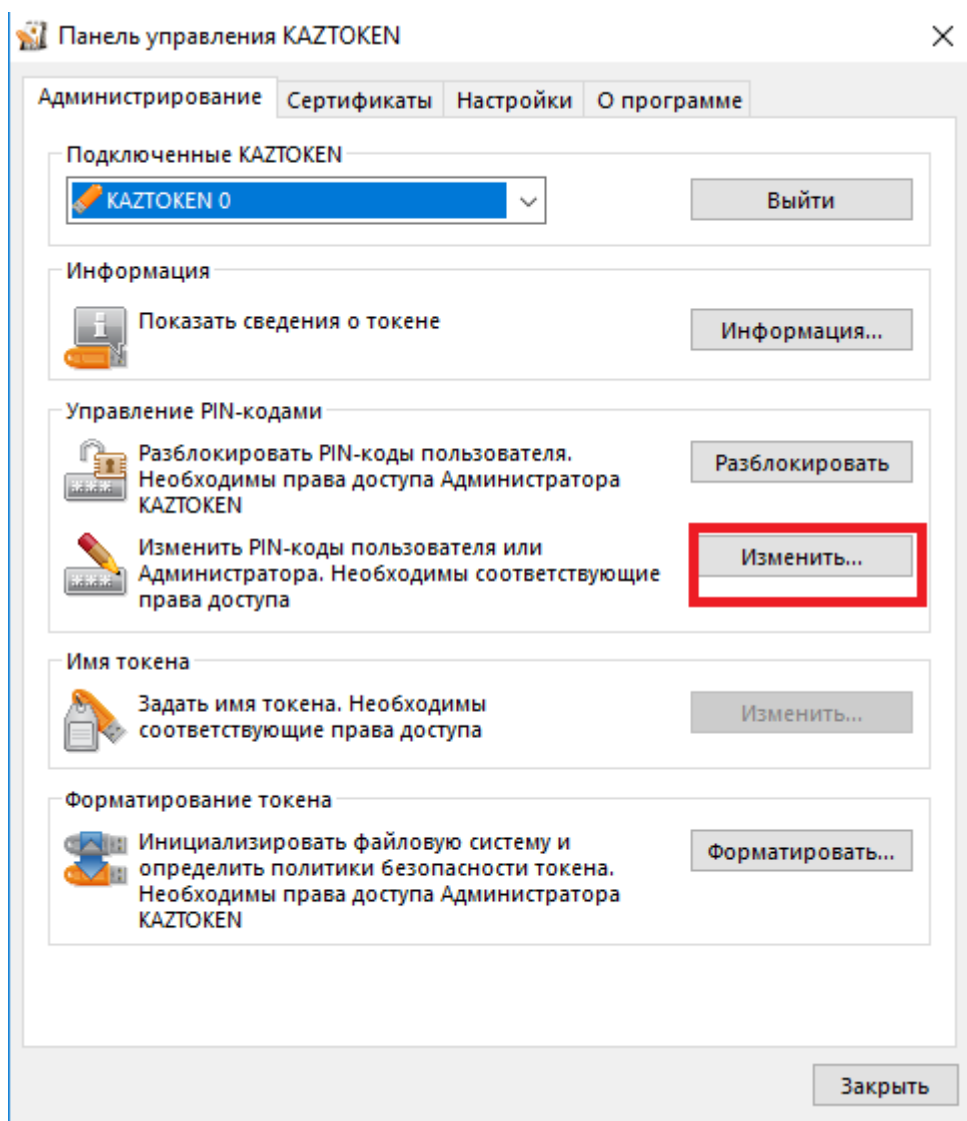 Панель управления KAZTOKEN
Администрирование Сертификаты Настройки О программе
Подключенные KAZTOKEN
KAZTOKEN 0
Выйти
Информация
Показать сведения о токене
Информация...
Управление PIN-кодами
Разблокировать PIN-коды пользователя.
Необходимы права доступа Администратора
KAZTOKEN
Разблокировать
Изменить PIN-коды пользователя или
Администратора. Необходимы соответствующие
права доступа
Изменить...
Имя токена
Задать имя токена. Необходимы
соответствующие права доступа
Изменить...
Форматирование токена
Инициализировать файловую систему и
определить политики безопасности токена.
Необходимы права доступа Администратора
KAZTOKEN
Форматировать...
Закрыть